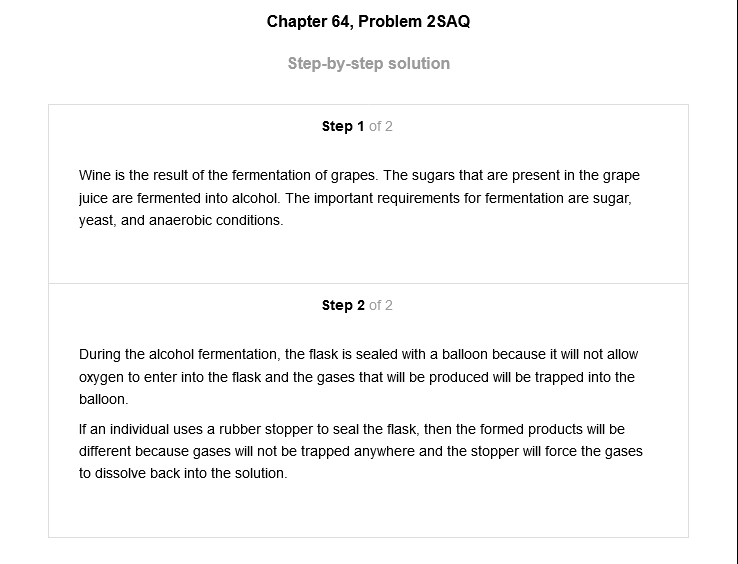 Chapter 64, Problem 2SAQ
Step-by-step solution
Step 1 of 2
Wine is the result of the fermentation of grapes. The sugars that are present in the grape
juice are fermented into alcohol. The important requirements for fermentation are sugar,
yeast, and anaerobic conditions.
Step 2 of 2
During the alcohol fermentation, the flask is sealed with a balloon because it will not allow
oxygen to enter into the flask and the gases that will be produced will be trapped into the
balloon.
If an individual uses a rubber stopper to seal the flask, then the formed products will be
different because gases will not be trapped anywhere and the stopper will force the gases
to dissolve back into the solution.